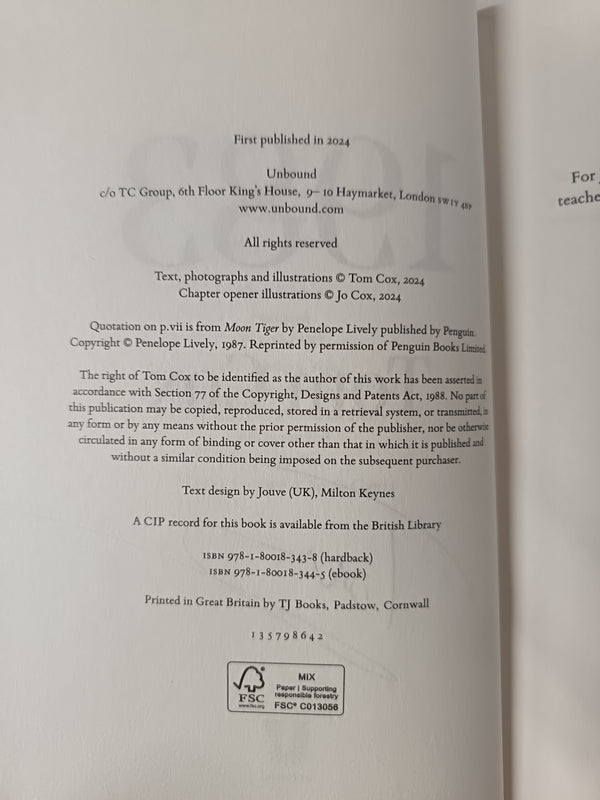 First published in 2024
Unbound
c/o TC Group, 6th Floor King's House, 9– 10 Haymarket, London SW1Y 4BP
www.unbound.com
All rights reserved
Text, photographs and illustrations © Tom Cox, 2024
Chapter opener illustrations © Jo Cox, 2024
Quotation on p.vii is from Moon Tiger by Penelope Lively published by Penguin.
Copyright © Penelope Lively, 1987. Reprinted by permission of Penguin Books Limited.
The right of Tom Cox to be identified as the author of this work has been asserted in
accordance with Section 77 of the Copyright, Designs and Patents Act, 1988. No part of
this publication may be copied, reproduced, stored in a retrieval system, or transmitted, in
any form or by any means without the prior permission of the publisher, nor be otherwise
circulated in any form of binding or cover other than that in which it is published and
without a similar condition being imposed on the subsequent purchaser.
Text design by Jouve (UK), Milton Keynes
A CIP record for this book is available from the British Library
ISBN 978-1-80018-343-8 (hardback)
ISBN 978-1-80018-344-5 (ebook)
Printed in Great Britain by TJ Books, Padstow, Cornwall
1 3 5 7 9 8 6 4 2
FSC
www.fsc.org
MIX
Paper | Supporting
responsible forestry
FSC® C013056
For
teache